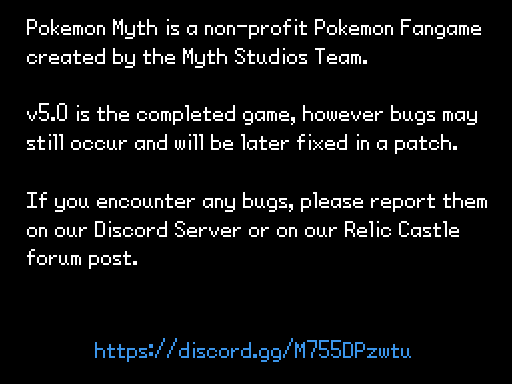 Pokemon Myth is a non-profit Pokemon Fangame
created by the Myth Studios Team.
v5.0 is the completed game, however bugs may
still occur and will be later fixed in a patch.
If you encounter any bugs, please report them
on our Discord Server or on our Relic Castle
forum post.
https://discord.gg/M755DPzwtu